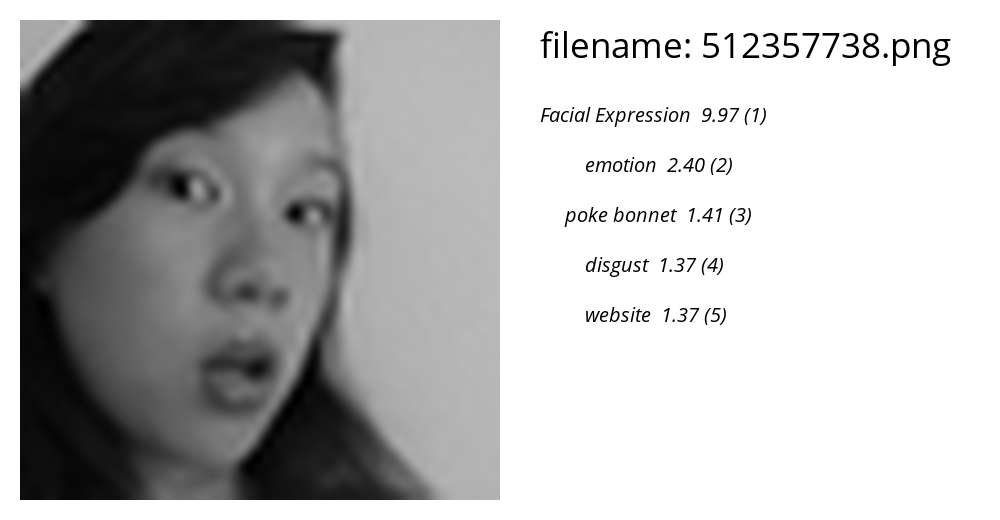 filename: 512357738.png
Facial Expression 9.97 (1)
emotion 2.40 (2)
poke bonnet 1.41 (3)
disgust 1.37 (4)
website 1.37 (5)